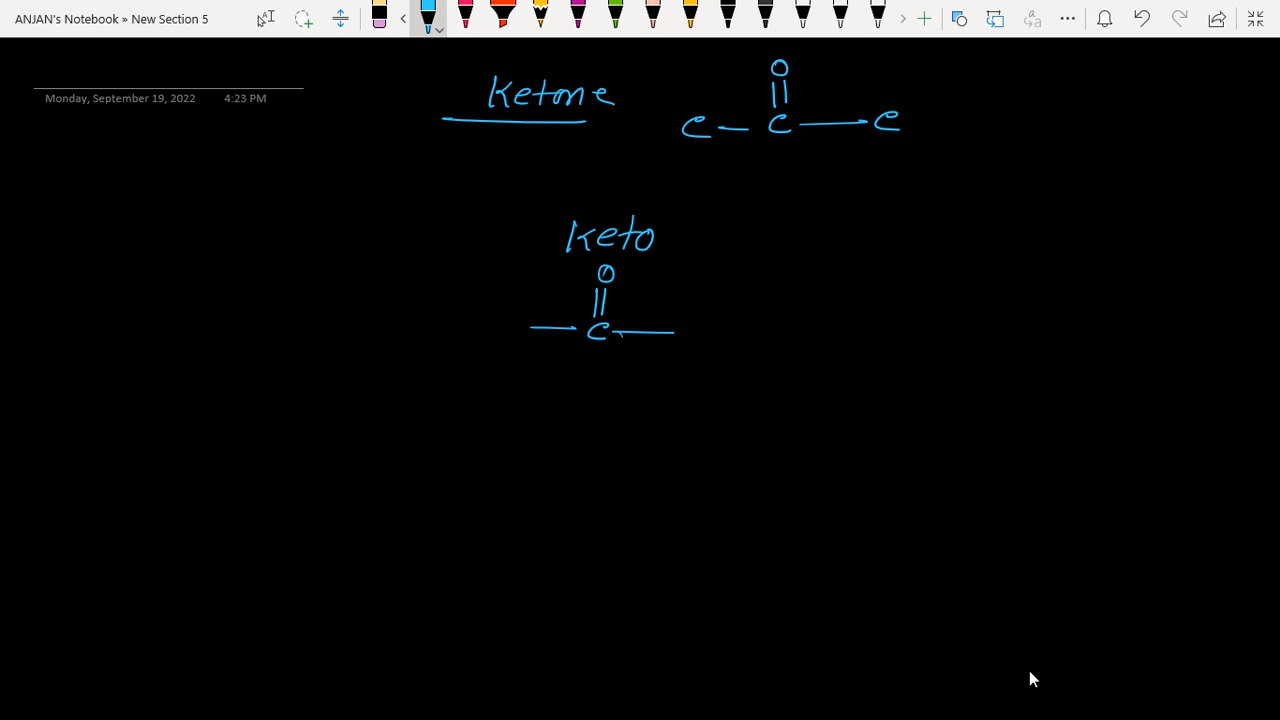 ANJAN's Notebook » New Section 5
Monday, September 19, 2022 4:23 PM
Ketone
O
C — C — C
Keto
O
— C —